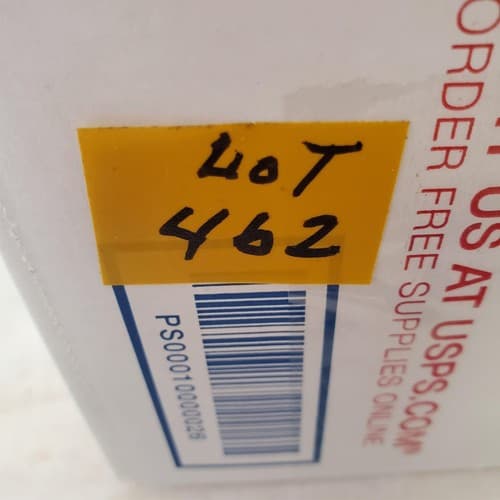 LOT
462
PS00010000026
US AT USPS.COM
ORDER FREE SUPPLIES ONLINE